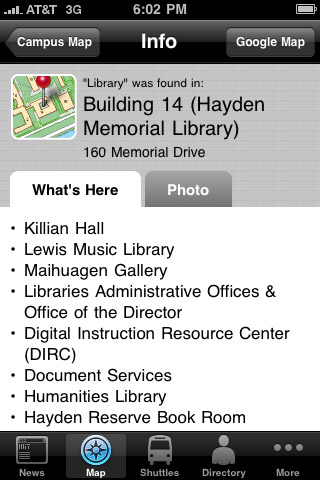 AT&T 3G 6:02 PM
Campus Map Info Google Map
"Library" was found in:
Building 14 (Hayden
Memorial Library)
160 Memorial Drive
What's Here Photo
• Killian Hall
• Lewis Music Library
• Maihuagen Gallery
• Libraries Administrative Offices &
Office of the Director
• Digital Instruction Resource Center
(DIRC)
• Document Services
• Humanities Library
• Hayden Reserve Book Room
News Map Shuttles Directory More